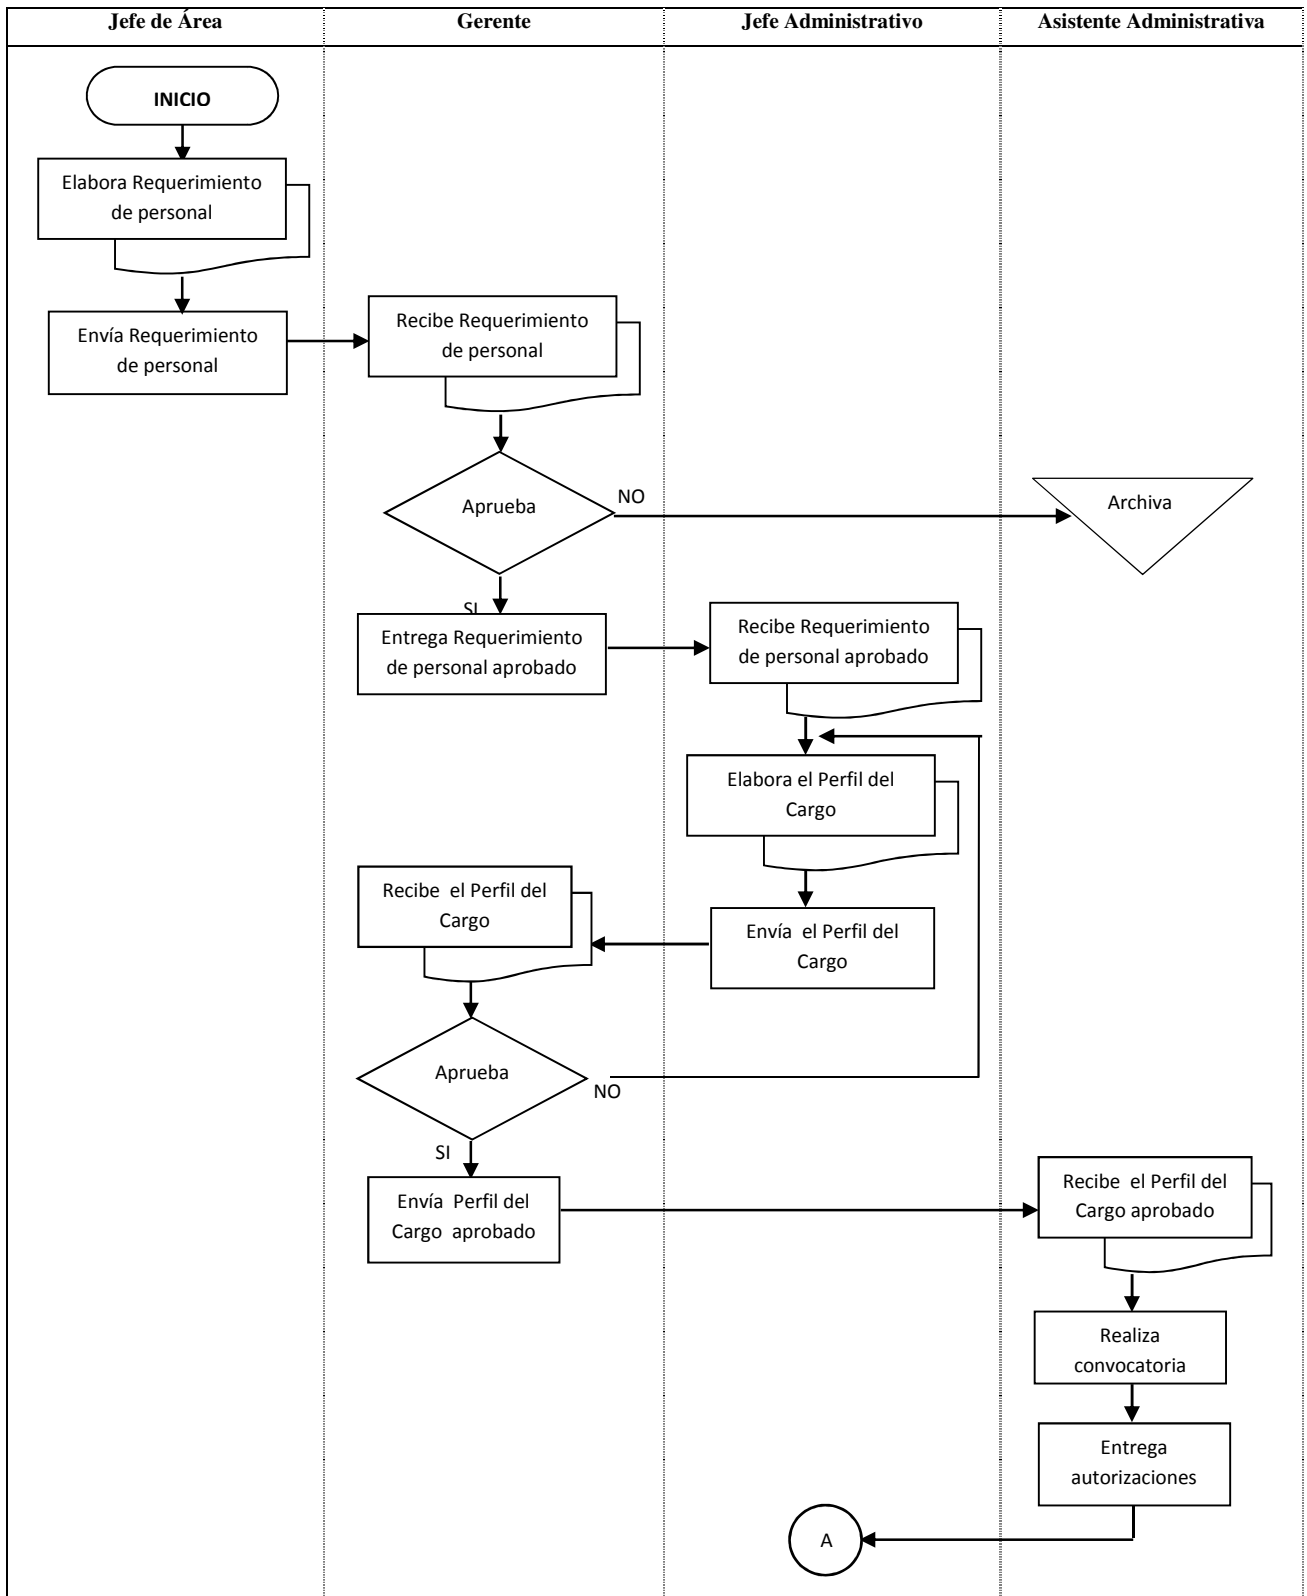 Jefe de Área
Gerente
Jefe Administrativo
Asistente Administrativa
INICIO
Elabora Requerimiento
de personal
Envía Requerimiento
de personal
Recibe Requerimiento
de personal
Aprueba
NO
Archiva
SI
Entrega Requerimiento
de personal aprobado
Recibe Requerimiento
de personal aprobado
Elabora el Perfil del
Cargo
Envía el Perfil del
Cargo
Recibe el Perfil del
Cargo
Aprueba
NO
SI
Envía Perfil del
Cargo aprobado
Recibe el Perfil del
Cargo aprobado
Realiza
convocatoria
Entrega
autorizaciones
A